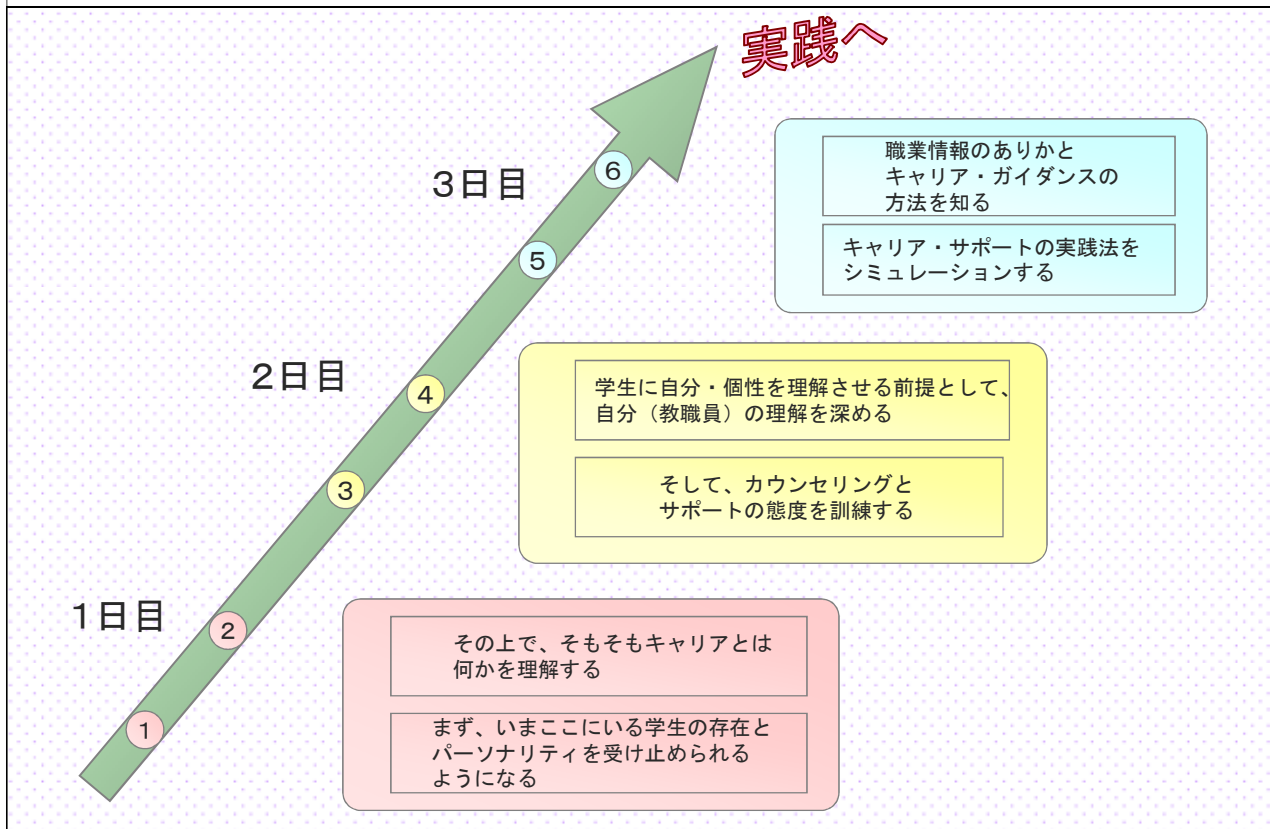 実践へ
3日目
⑥
⑤
職業情報のありかと
キャリア・ガイダンスの
方法を知る
キャリア・サポートの実践法を
シミュレーションする
2日目
④
③
学生に自分・個性を理解させる前提として、
自分（教職員）の理解を深める
そして、カウンセリングと
サポートの態度を訓練する
1日目
②
①
その上で、そもそもキャリアとは
何かを理解する
まず、いまここにいる学生の存在と
パーソナリティを受け止められる
ようになる